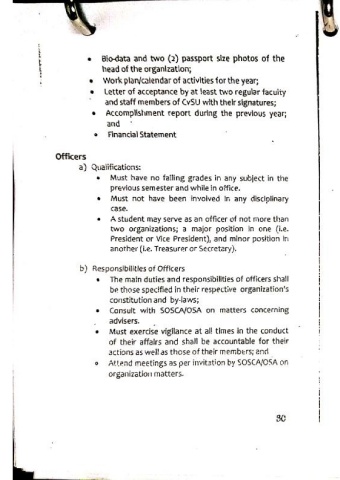 • Bio-data and two (2) passport size photos of the
head of the organization;
• Work plan/calendar of activities for the year;
• Letter of acceptance by at least two regular faculty
and staff members of CvSU with their signatures;
• Accomplishment report during the previous year;
and
• Financial Statement
Officers
a) Qualifications:
• Must have no failing grades in any subject in the
previous semester and while in office.
• Must not have been involved in any disciplinary
case.
• A student may serve as an officer of not more than
two organizations; a major position in one (i.e.
President or Vice President), and minor position in
another (i.e. Treasurer or Secretary).
b) Responsibilities of Officers
• The main duties and responsibilities of officers shall
be those specified in their respective organization's
constitution and by-laws;
• Consult with SOSCA/OSA on matters concerning
advisers.
• Must exercise vigilance at all times in the conduct
of their affairs and shall be accountable for their
actions as well as those of their members; and
• Attend meetings as per invitation by SOSCA/OSA on
organization matters.